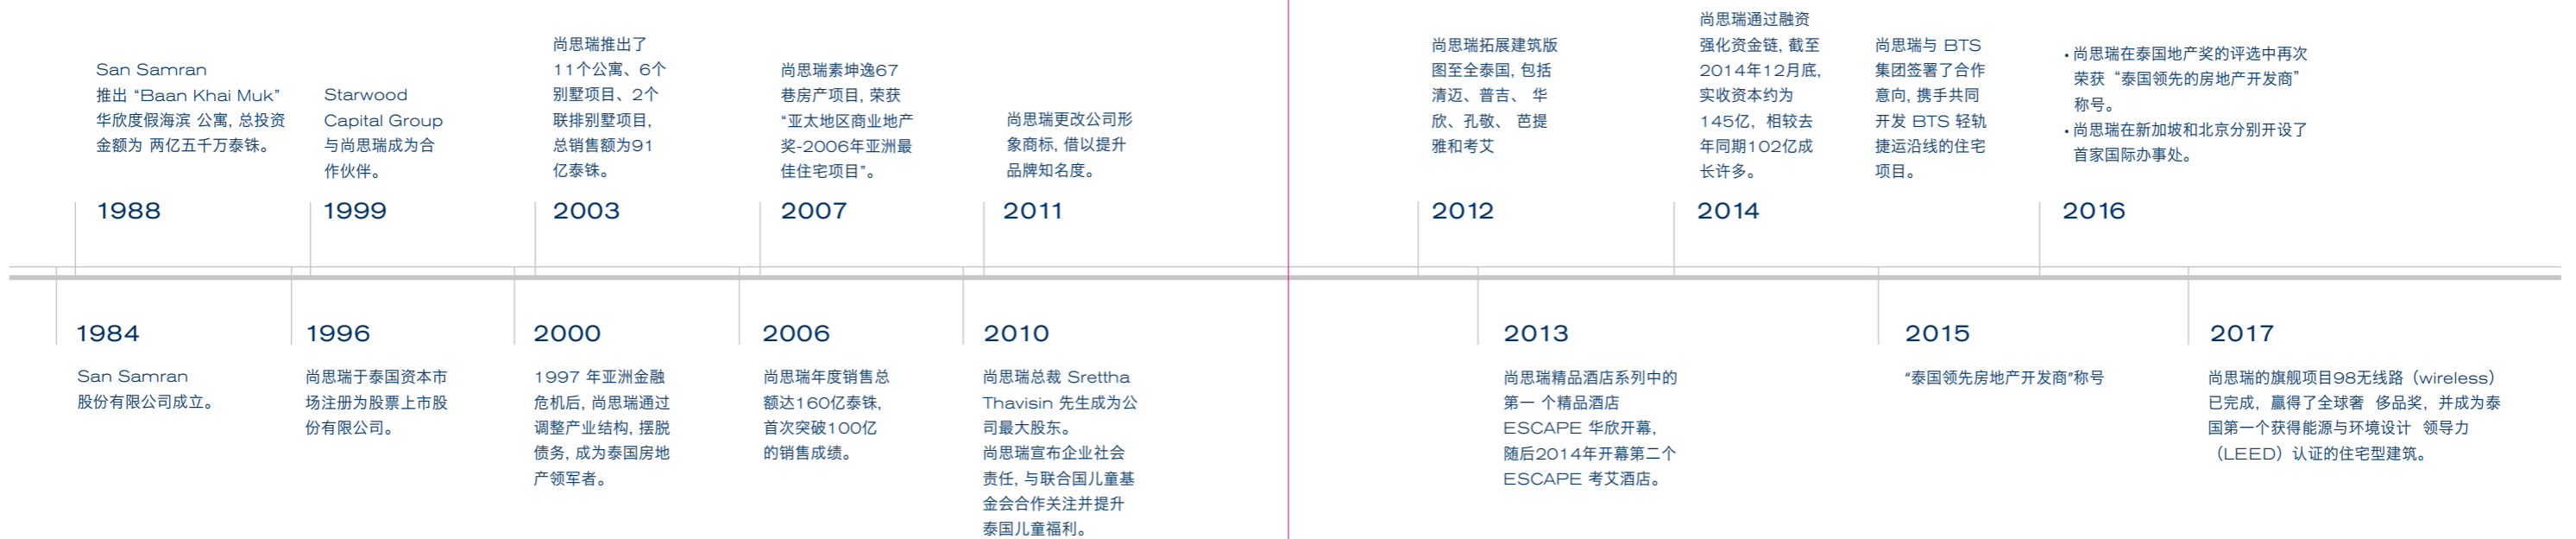 San Samran
推出 “Baan Khai Muk”
华欣度假海滨 公寓, 总投资
金额为 两亿五千万泰铢。
1988
Starwood
Capital Group
与尚思瑞成为合
作伙伴。
1999
尚思瑞推出了
11个公寓、6个
别墅项目、2个
联排别墅项目,
总销售额为91
亿泰铢。
2003
尚思瑞素坤逸67
巷房产项目, 荣获
“亚太地区商业地产
奖-2006年亚洲最
佳住宅项目”。
2007
尚思瑞更改公司形
象商标, 借以提升
品牌知名度。
2011
尚思瑞拓展建筑版
图至全泰国, 包括
清迈、普吉、 华
欣、孔敬、 芭提
雅和考艾
2012
尚思瑞通过融资
强化资金链, 截至
2014年12月底,
实收资本约为
145亿，相较去
年同期102亿成
长许多。
2014
尚思瑞与 BTS
集团签署了合作
意向, 携手共同
开发 BTS 轻轨
捷运沿线的住宅
项目。
• 尚思瑞在泰国地产奖的评选中再次
荣获“泰国领先的房地产开发商”
称号。
• 尚思瑞在新加坡和北京分别开设了
首家国际办事处。
2016
1984
San Samran
股份有限公司成立。
1996
尚思瑞于泰国资本市
场注册为股票上市股
份有限公司。
2000
1997 年亚洲金融
危机后, 尚思瑞通过
调整产业结构, 摆脱
债务, 成为泰国房地
产领军者。
2006
尚思瑞年度销售总
额达160亿泰铢,
首次突破100亿
的销售成绩。
2010
尚思瑞总裁 Srettha
Thavisin 先生成为公
司最大股东。
尚思瑞宣布企业社会
责任, 与联合国儿童基
金会合作关注并提升
泰国儿童福利。
2013
尚思瑞精品酒店系列中的
第一 个精品酒店
ESCAPE 华欣开幕,
随后2014年开幕第二个
ESCAPE 考艾酒店。
2015
“泰国领先房地产开发商”称号
2017
尚思瑞的旗舰项目98无线路（wireless）
已完成，赢得了全球奢 侈品奖，并成为泰
国第一个获得能源与环境设计 领导力
（LEED）认证的住宅型建筑。